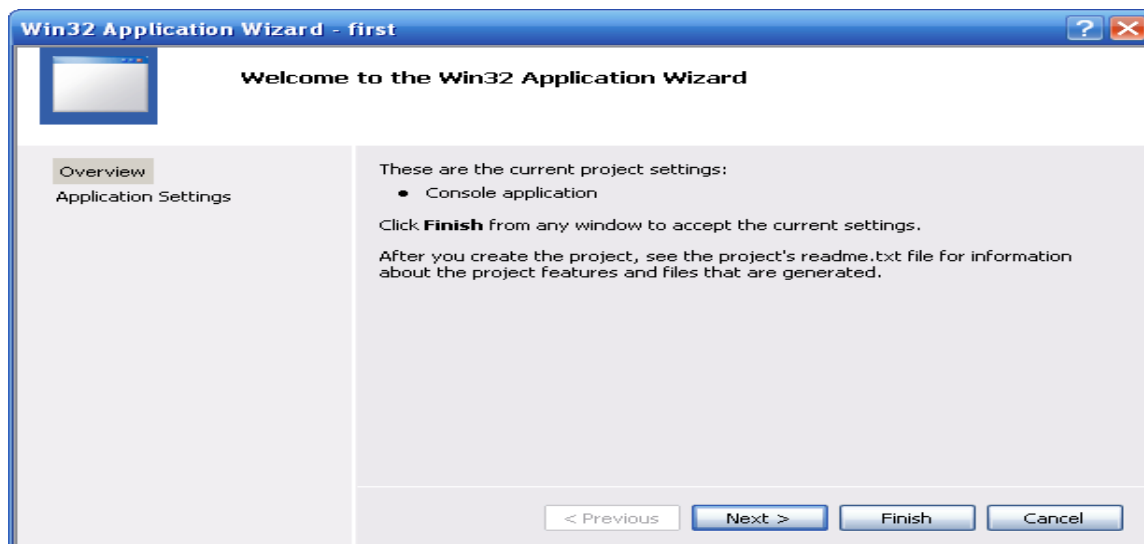 Win32 Application Wizard - first
?
Welcome to the Win32 Application Wizard
Overview
Application Settings
These are the current project settings:
• Console application
Click Finish from any window to accept the current settings.
After you create the project, see the project's readme.txt file for information
about the project features and files that are generated.
< Previous
Next >
Finish
Cancel